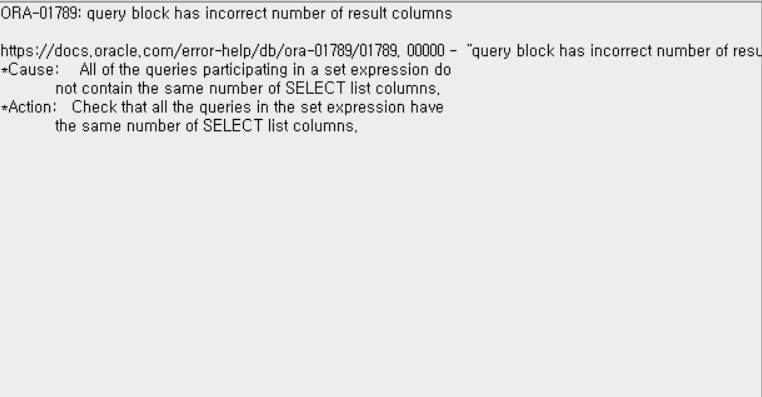 ORA-01789: query block has incorrect number of result columns
https://docs.oracle.com/error-help/db/ora-01789/01789. 00000 - "query block has incorrect number of resu
*Cause: All of the queries participating in a set expression do
not contain the same number of SELECT list columns.
*Action: Check that all the queries in the set expression have
the same number of SELECT list columns.